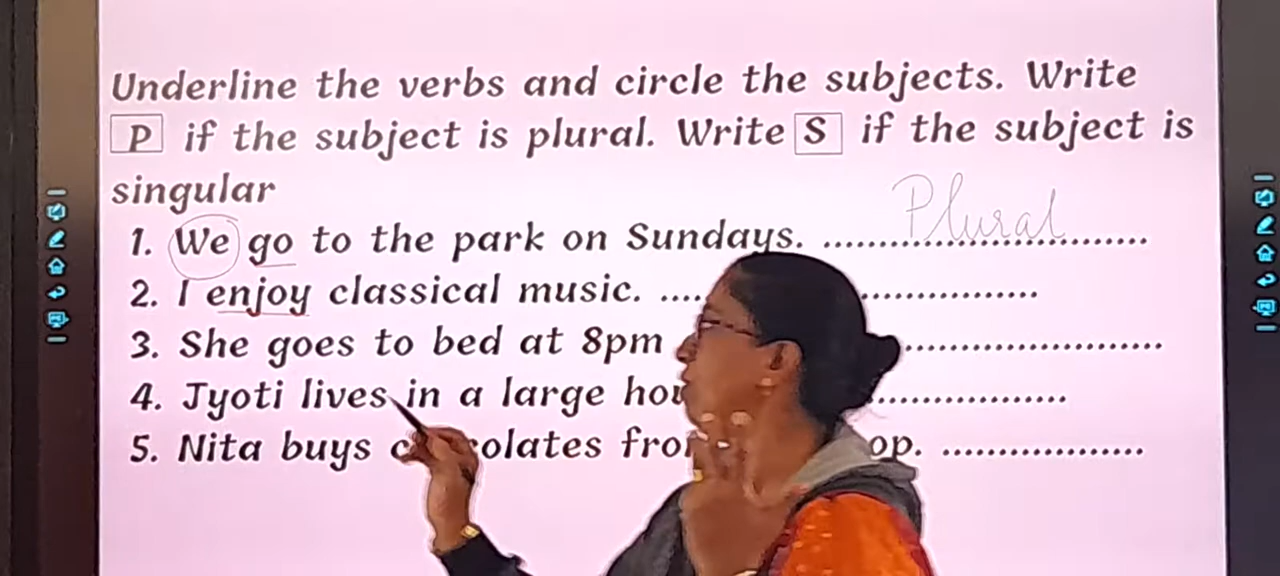 Underline the verbs and circle the subjects. Write
P if the subject is plural. Write S if the subject is
singular
Plural
1. We go to the park on Sundays. ..............................
2. I enjoy classical music. .... ................
3. She goes to bed at 8pm ........................
4. Jyoti lives in a large .................
5. Nita buys .................